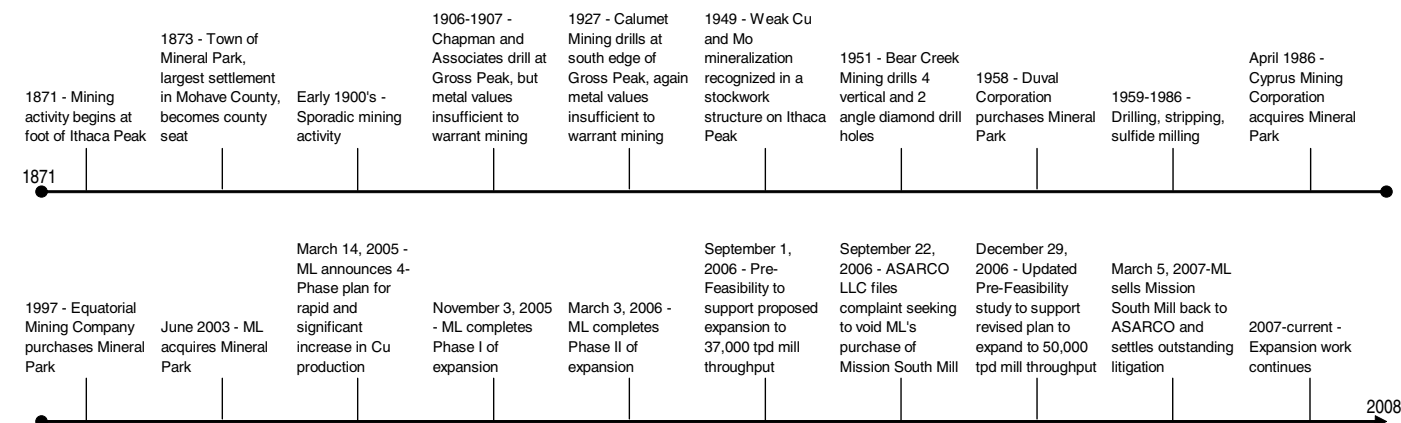 1871 - Mining
activity begins at
foot of Ithaca Peak
1873 - Town of
Mineral Park,
largest settlement
in Mohave County,
becomes county
seat
Early 1900's -
Sporadic mining
activity
1906-1907 -
Chapman and
Associates drill at
Gross Peak, but
metal values
insufficient to
warrant mining
1927 - Calumet
Mining drills at
south edge of
Gross Peak, again
metal values
insufficient to
warrant mining
1949 - Weak Cu
and Mo
mineralization
recognized in a
stockwork
structure on Ithaca
Peak
1951 - Bear Creek
Mining drills 4
vertical and 2
angle diamond drill
holes
1958 - Duval
Corporation
purchases Mineral
Park
1959-1986 -
Drilling, stripping,
sulfide milling
April 1986 -
Cyprus Mining
Corporation
acquires Mineral
Park
1871
1997 - Equatorial
Mining Company
purchases Mineral
Park
June 2003 - ML
acquires Mineral
Park
March 14, 2005 -
ML announces 4-
Phase plan for
rapid and
significant
increase in Cu
production
November 3, 2005
- ML completes
Phase I of
expansion
March 3, 2006 -
ML completes
Phase II of
expansion
September 1,
2006 - Pre-
Feasibility to
support proposed
expansion to
37,000 tpd mill
throughput
September 22,
2006 - ASARCO
LLC files
complaint seeking
to void ML's
purchase of
Mission South Mill
December 29,
2006 - Updated
Pre-Feasibility
study to support
revised plan to
expand to 50,000
tpd mill throughput
March 5, 2007-ML
sells Mission
South Mill back to
ASARCO and
settles outstanding
litigation
2007-current -
Expansion work
continues
2008